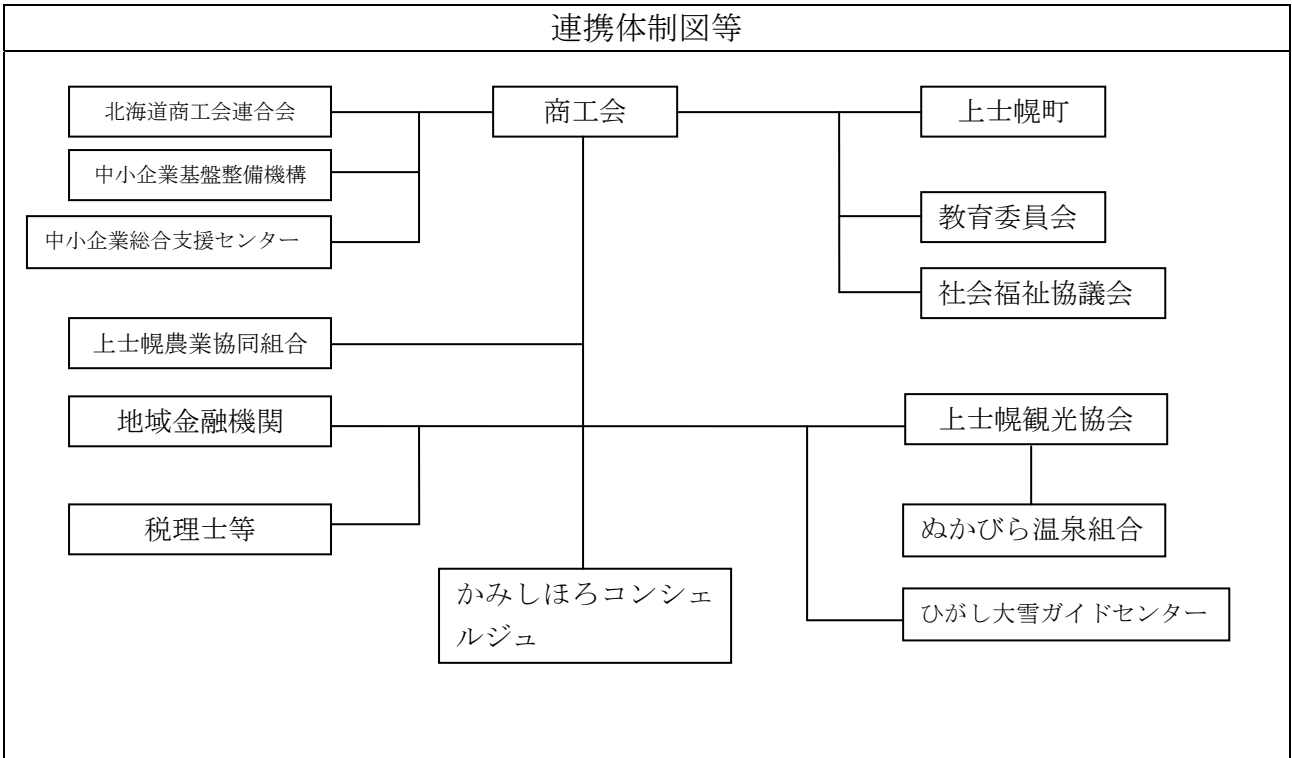 連携体制図等
北海道商工会連合会
商工会
上士幌町
中小企業基盤整備機構
教育委員会
中小企業総合支援センター
社会福祉協議会
上士幌農業協同組合
地域金融機関
上士幌観光協会
税理士等
ぬかびら温泉組合
かみしほろコンシェ
ルジュ
ひがし大雪ガイドセンター